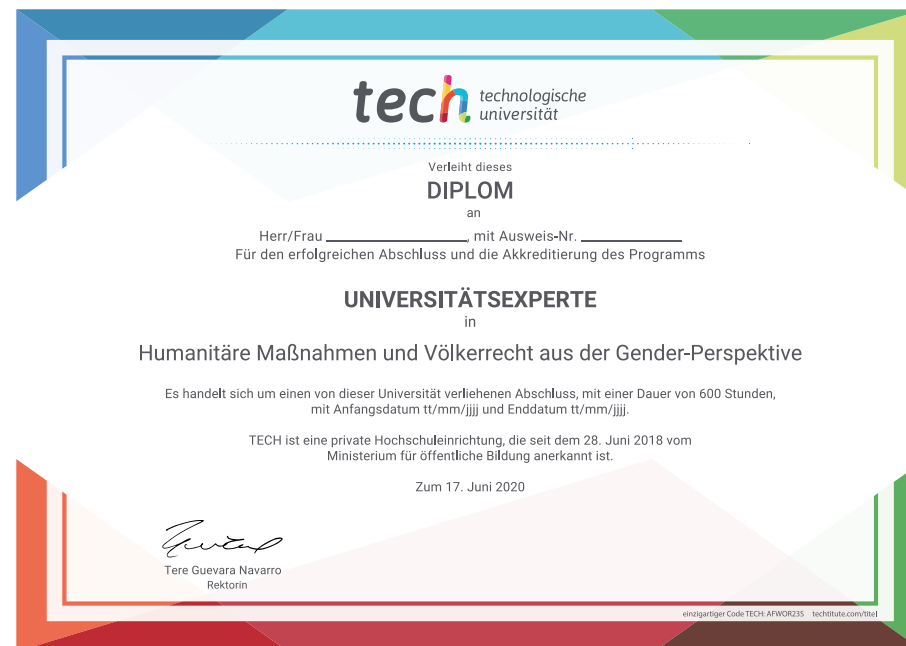 tech technologische
universität
Verleiht dieses
DIPLOM
an
Herr/Frau ____________, mit Ausweis-Nr. ____________
Für den erfolgreichen Abschluss und die Akkreditierung des Programms
UNIVERSITÄTSEXPERTE
in
Humanitäre Maßnahmen und Völkerrecht aus der Gender-Perspektive
Es handelt sich um einen von dieser Universität verliehenen Abschluss, mit einer Dauer von 600 Stunden,
mit Anfangsdatum tt/mm/jjjj und Enddatum tt/mm/jjjj.
TECH ist eine private Hochschuleinrichtung, die seit dem 28. Juni 2018 vom
Ministerium für öffentliche Bildung anerkannt ist.
Zum 17. Juni 2020
Tere Guevara Navarro
Rektorin
einzigartiger Code TECH: AFWOR23S techtitute.com/titel